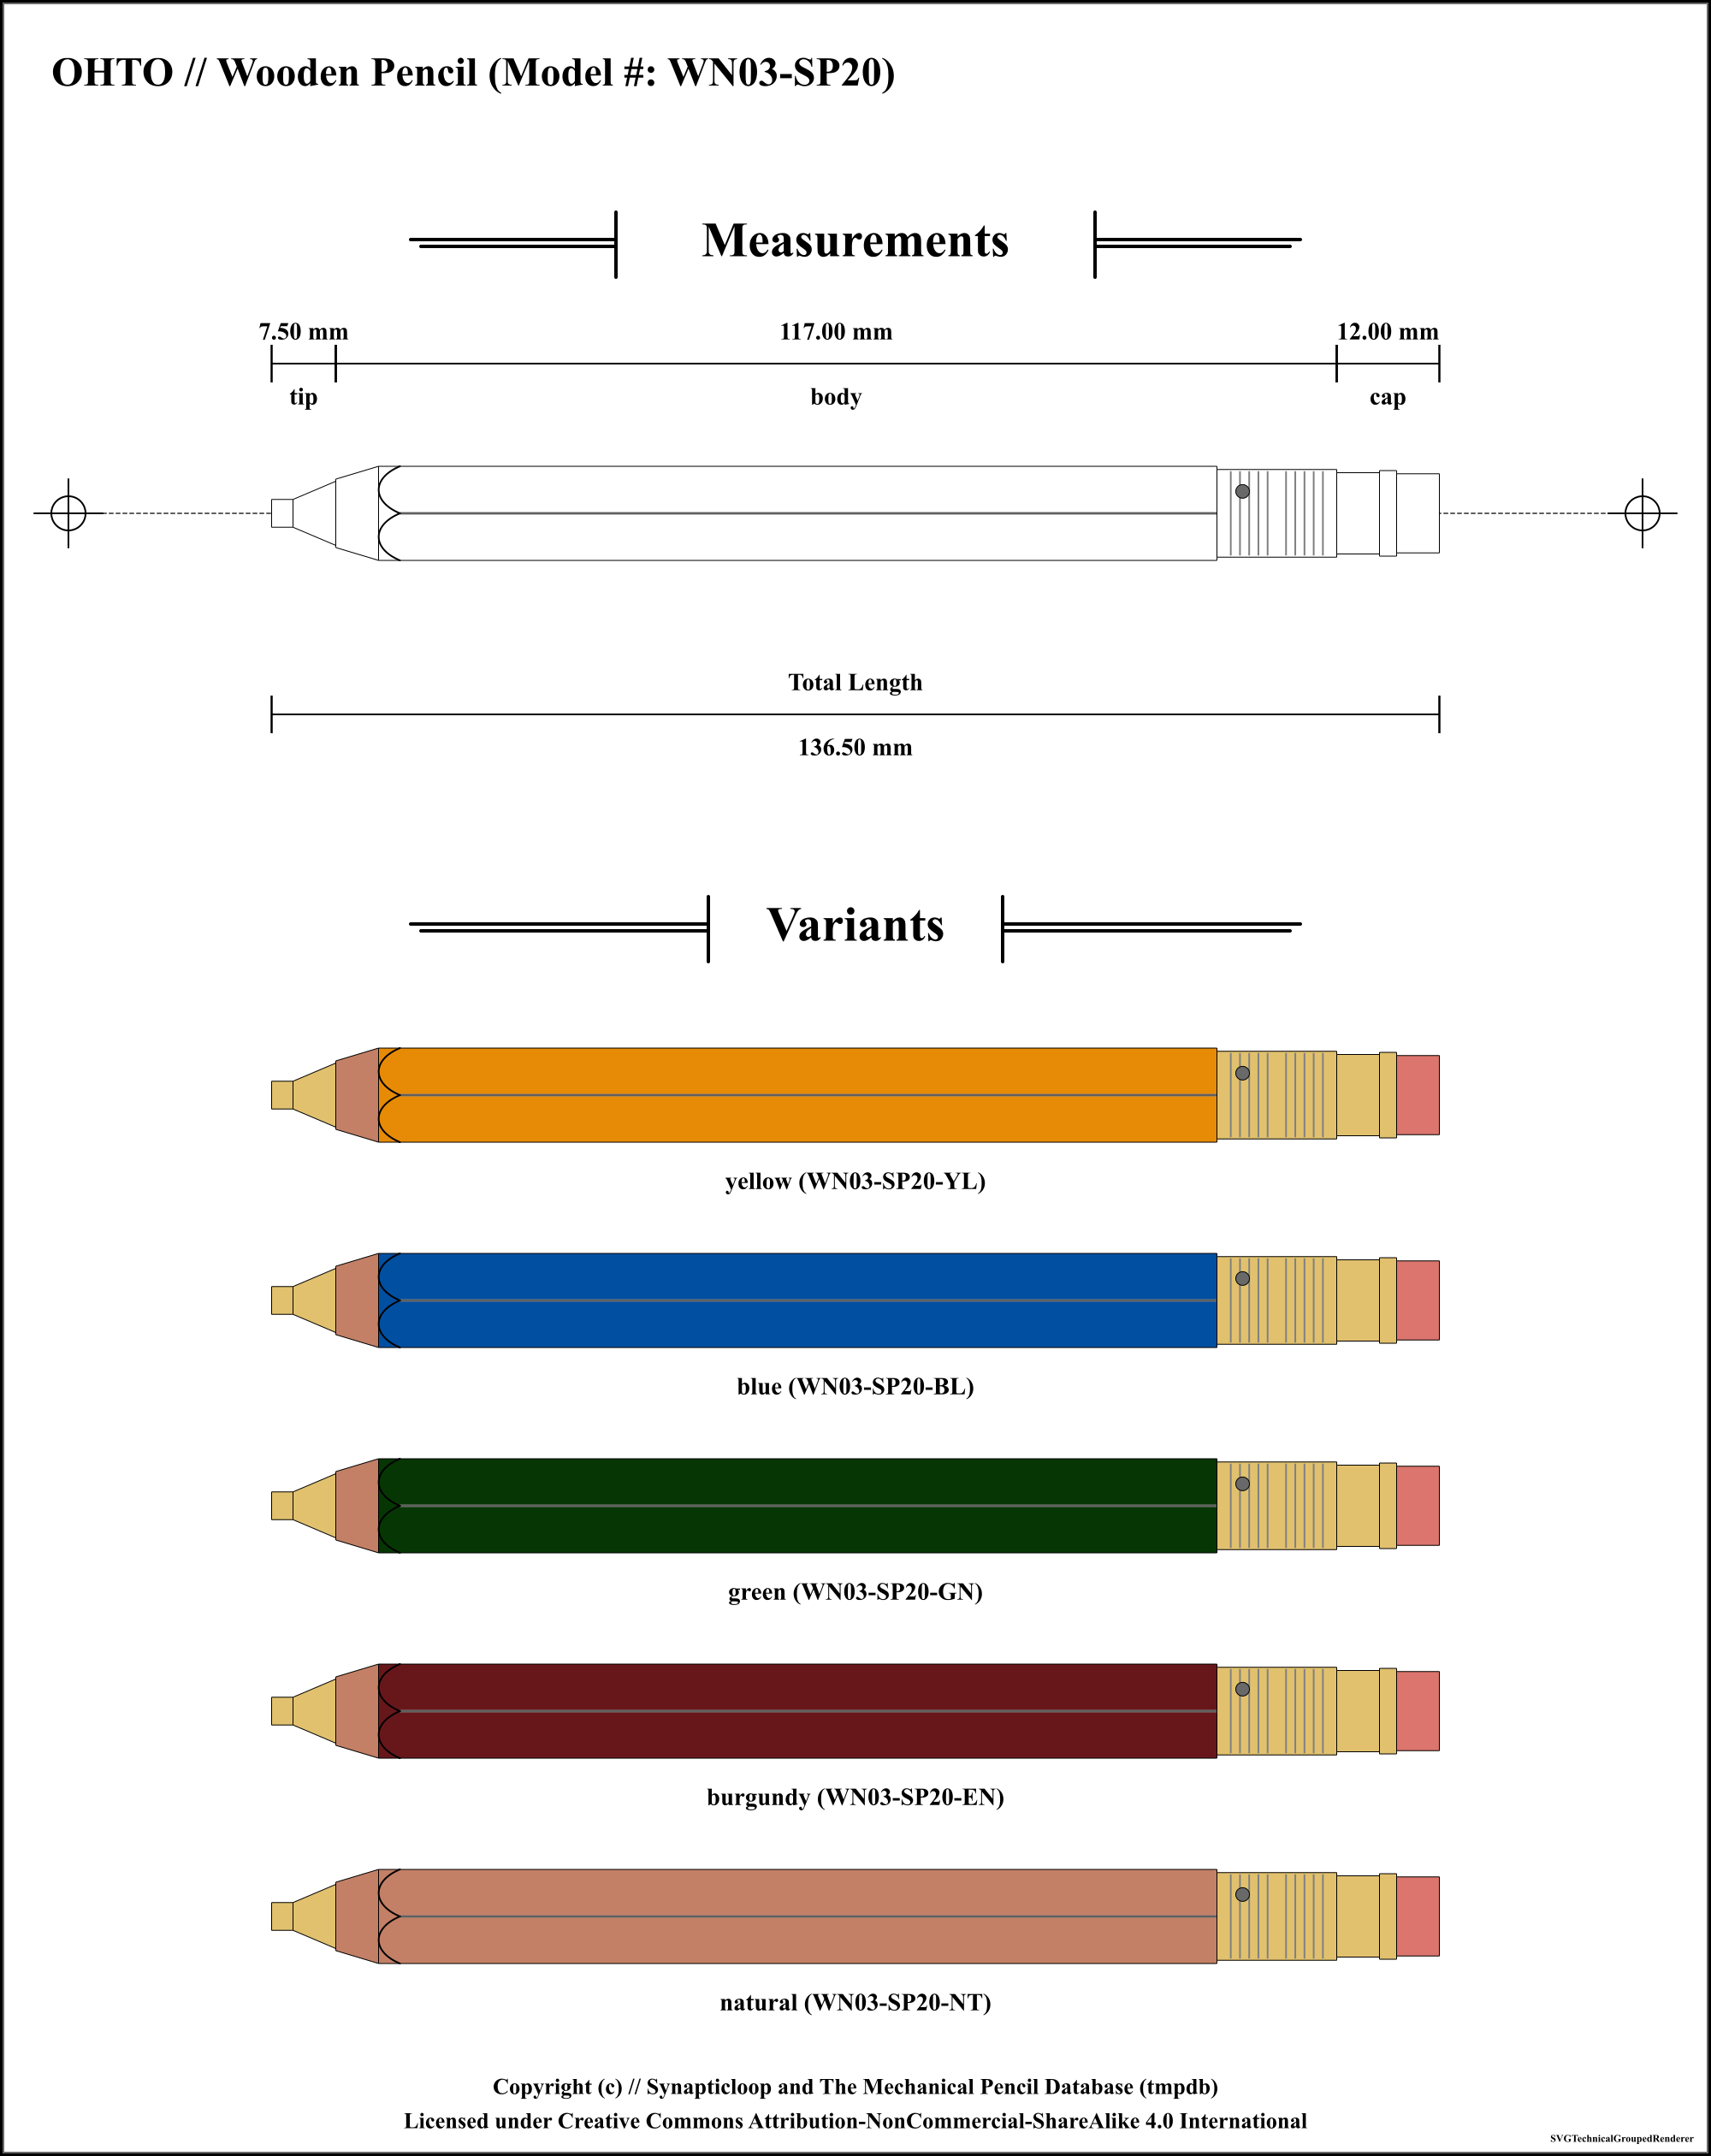 OHTO // Wooden Pencil (Model #: WN03-SP20)
Measurements
7.50 mm 117.00 mm 12.00 mm
tip body cap
Total Length
136.50 mm
Variants
yellow (WN03-SP20-YL)
blue (WN03-SP20-BL)
green (WN03-SP20-GN)
burgundy (WN03-SP20-EN)
natural (WN03-SP20-NT)
Copyright (c) // Synapticloop and The Mechanical Pencil Database (tmpdb)
Licensed under Creative Commons Attribution-NonCommercial-ShareAlike 4.0 International
SVGTechnicalGroupedRenderer